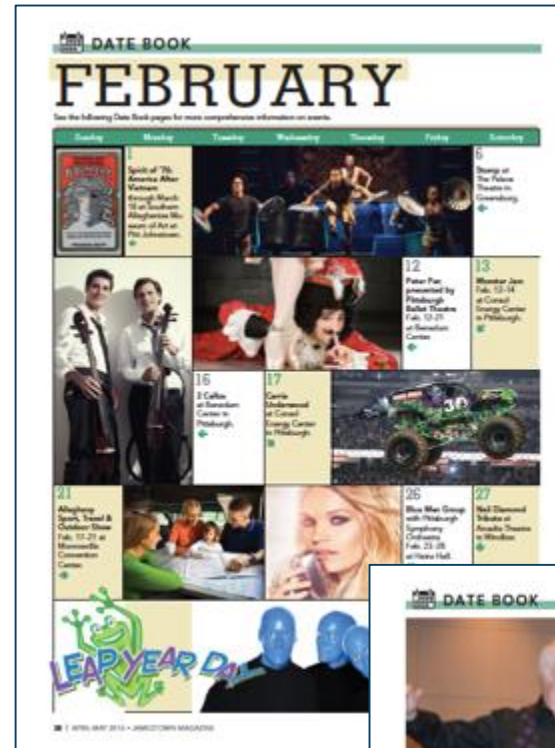 DATE BOOK
FEBRUARY
See the following Date Book pages for more comprehensive information on events.
Sunday Monday Tuesday Wednesday Thursday Friday Saturday
1
Spirit of '76:
America After
Vietnam
through March
at Southern
Alleghenies Mu-
seum of Art at
Pitt Johnstown.
6
Stomp at
The Palace
Theatre in
Greensburg.
12
Peter Pan
presented by
Pittsburgh
Ballet Theatre
Feb. 12-21
at Benedum
Center.
13
Monster Jam
Feb. 12-14
at Consol
Energy Center
in Pittsburgh.
16
2 Cellos
at Benedum
Center in
Pittsburgh.
17
Carrie
Underwood
at Consol
Energy Center
in Pittsburgh.
21
Allegheny
Sport, Travel &
Outdoor Show
Feb. 17-21 at
Monroeville
Convention
Center.
26
Blue Man Group
with Pittsburgh
Symphony
Orchestra
Feb. 23-28
at Heinz Hall.
27
Neil Diamond
Tribute at
Arcadia Theatre
in Windber.
LEAP YEAR DAY
JAMESTOWN MAGAZINE
DATE BOOK